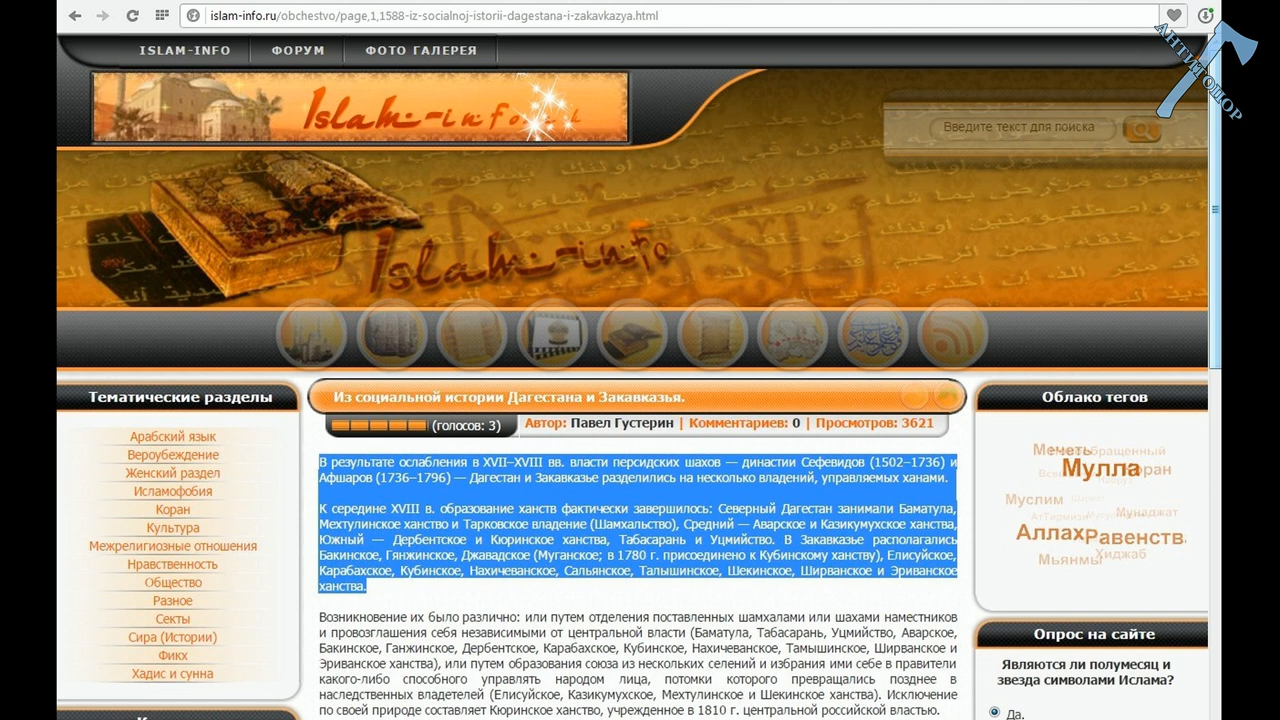 islam-info.ru/obchestvo/page,1,1588-iz-socialnoj-istorii-dagestana-i-zakavkazya.html
АНТИТОПОР
ISLAM-INFO
ФОРУМ
ФОТО ГАЛЕРЕЯ
Islam-info
Введите текст для поиска
Islam-info
Тематические разделы
Арабский язык
Вероубеждение
Женский раздел
Исламофобия
Коран
Культура
Межрелигиозные отношения
Нравственность
Общество
Разное
Секты
Сира (Истории)
Фикх
Хадис и сунна
Из социальной истории Дагестана и Закавказья.
(голосов: 3)
Автор: Павел Густерин | Комментариев: 0 | Просмотров: 3621
В результате ослабления в XVII–XVIII вв. власти персидских шахов — династии Сефевидов (1502–1736) и
Афшаров (1736–1796) — Дагестан и Закавказье разделились на несколько владений, управляемых ханами.
К середине XVIII в. образование ханств фактически завершилось: Северный Дагестан занимали Баматула,
Мехтулинское ханство и Тарковское владение (Шамхальство), Средний — Аварское и Казикумухское ханства,
Южный — Дербентское и Кюринское ханства, Табасарань и Уцмийство. В Закавказье располагались
Бакинское, Гянжинское, Джавадское (Муганское; в 1780 г. присоединено к Кубинскому ханству), Елисуйское,
Карабахское, Кубинское, Нахичеванское, Сальянское, Талышинское, Шекинское, Ширванское и Эриванское
ханства.
Возникновение их было различно: или путем отделения поставленных шамхалами или шахами наместников
и провозглашения себя независимыми от центральной власти (Баматула, Табасарань, Уцмийство, Аварское,
Бакинское, Ганжинское, Дербентское, Карабахское, Кубинское, Нахичеванское, Тамышинское, Ширванское и
Эриванское ханства), или путем образования союза из нескольких селений и избрания ими себе в правители
какого-либо способного управлять народом лица, потомки которого превращались позднее в
наследственных владетелей (Елисуйское, Казикумухское, Мехтулинское и Шекинское ханства). Исключение
по своей природе составляет Кюринское ханство, учрежденное в 1810 г. центральной российской властью.
Облако тегов
Мечеть
Мулла
Муслим
Мунаджат
Аллах
Равенств
Хиджаб
Мьянмы
Опрос на сайте
Являются ли полумесяц и
звезда символами Ислама?
Да.